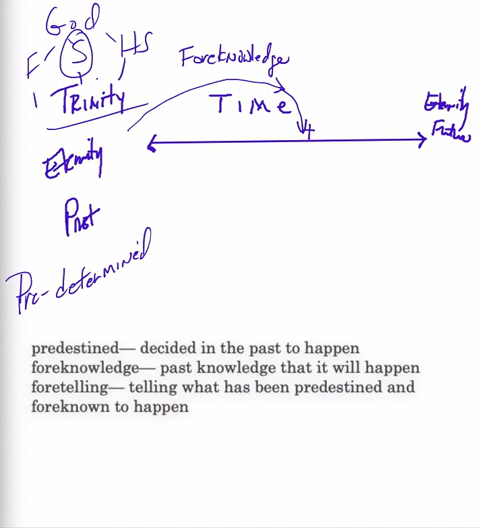 God
F
S
HS
Foreknowledge
TRINITY
TIME
Eternity
Future
Eternity
Past
Pre-determined
predestined— decided in the past to happen
foreknowledge— past knowledge that it will happen
foretelling— telling what has been predestined and
foreknown to happen